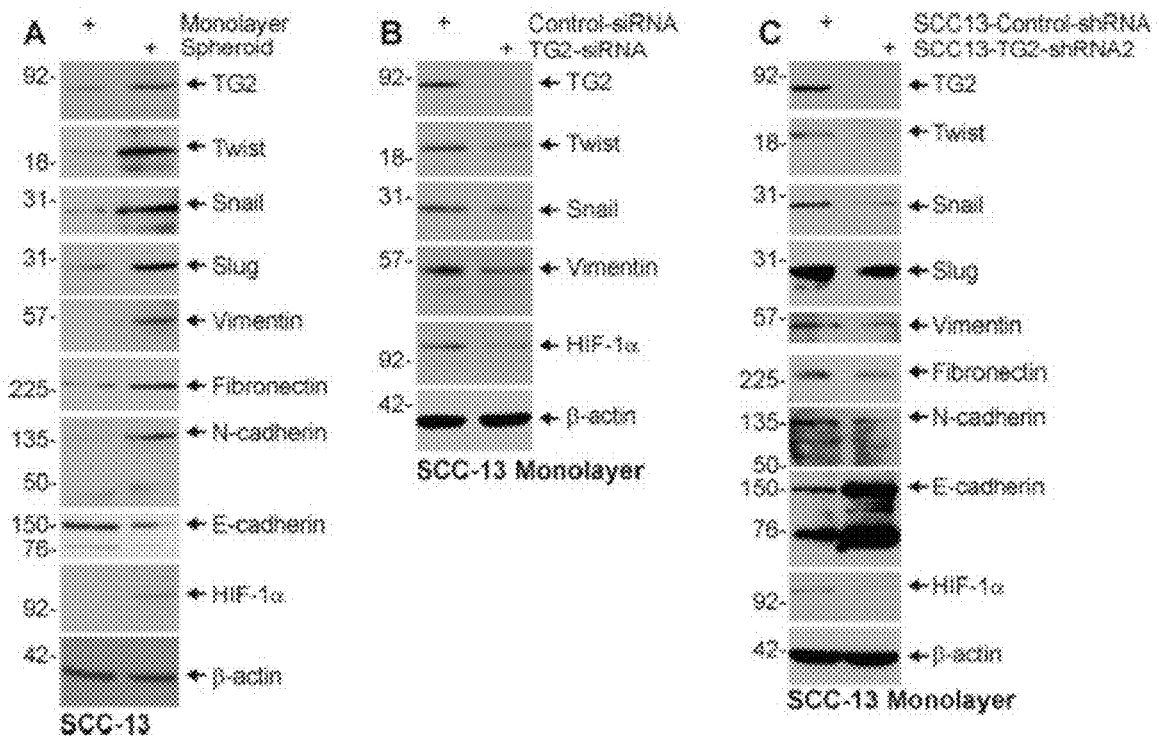 A
+ Monolayer
+ Spheroid
92-
TG2
18-
Twist
31-
Snail
31-
Slug
57-
Vimentin
225-
Fibronectin
135-
N-cadherin
50-
150-
E-cadherin
76-
92-
HIF-1α
42-
β-actin
SCC-13
B
+ Control-siRNA
+ TG2-siRNA
92-
TG2
18-
Twist
31-
Snail
57-
Vimentin
92-
HIF-1α
42-
β-actin
SCC-13 Monolayer
C
+ SCC13-Control-shRNA
+ SCC13-TG2-shRNA2
92-
TG2
18-
Twist
31-
Snail
31-
Slug
57-
Vimentin
225-
Fibronectin
135-
N-cadherin
50-
150-
E-cadherin
76-
92-
HIF-1α
42-
β-actin
SCC-13 Monolayer